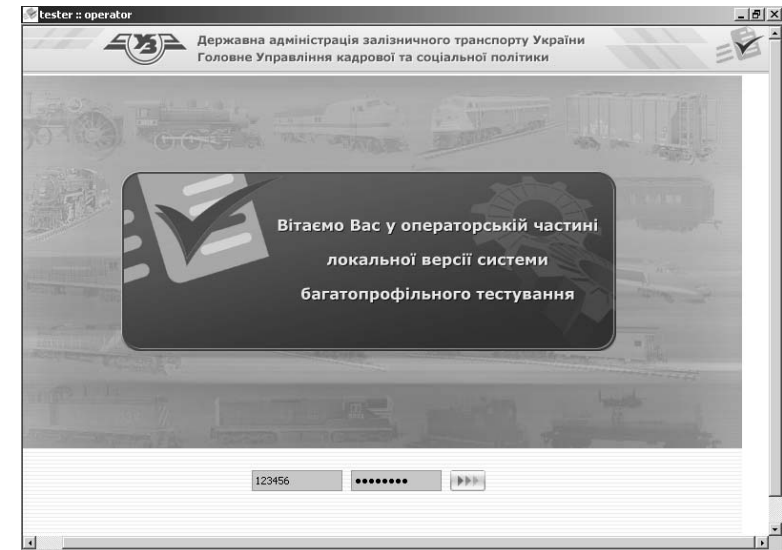 tester :: operator
УЗ
Державна адміністрація залізничного транспорту України
Головне Управління кадрової та соціальної політики
Вітаємо Вас у операторській частині
локальної версії системи
багатопрофільного тестування
123456 ••••••••